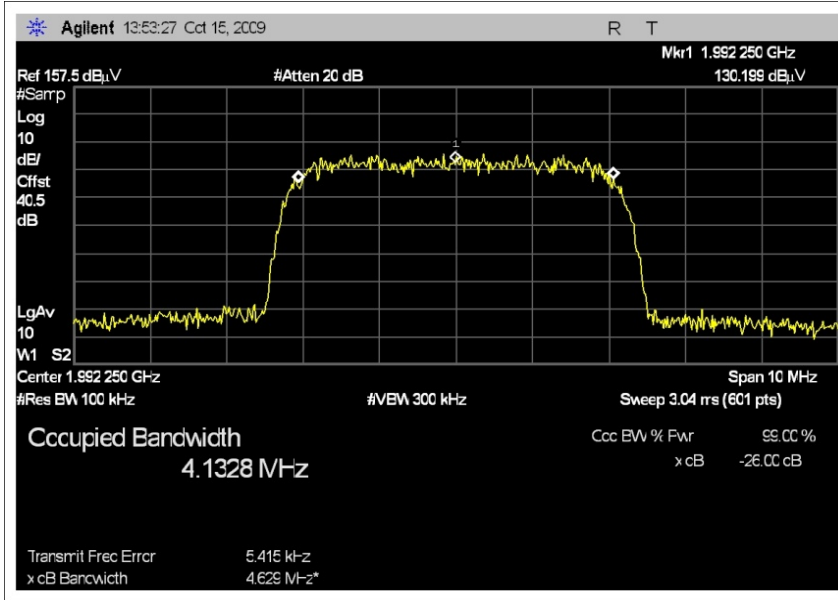 Agilent 13:53:27 Oct 15, 2009 R T
Mkr1 1.992 250 GHz
Ref 157.5 dBµV #Atten 20 dB 130.199 dBµV
#Samp
Log
10
dB/
Offst
40.5
dB
1
LgAv
10
W1 S2
Center 1.992 250 GHz Span 10 MHz
#Res BW 100 kHz #VBW 300 kHz Sweep 3.04 ms (601 pts)
Occupied Bandwidth Occ BW % Pwr 99.00 %
4.1328 MHz x dB -26.00 dB
Transmit Freq Error 5.415 kHz
x dB Bandwidth 4.629 MHz*